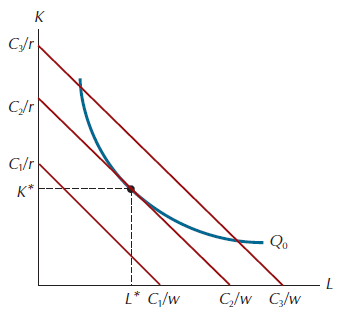 K
C₃/r
C₂/r
C₁/r
K*
Q₀
L
L* C₁/w C₂/w C₃/w